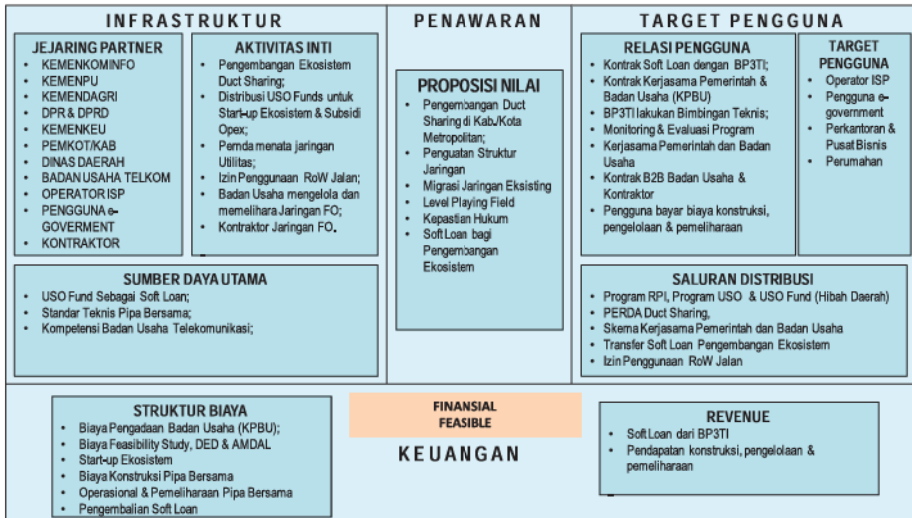 INFRASTRUKTUR
JEJARING PARTNER
• KEMENKOMINFO
• KEMENPU
• KEMENDAGRI
• DPR & DPRD
• KEMENKEU
• PEMKOT/KAB
• DINAS DAERAH
• BADAN USAHA TELKOM
• OPERATOR ISP
• PENGGUNA e-
GOVERMENT
• KONTRAKTOR
AKTIVITAS INTI
• Pengembangan Ekosistem
Duct Sharing;
• Distribusi USO Funds untuk
Start-up Ekosistem & Subsidi
Opex;
• Pemda menata jaringan
Utilitas;
• Izin Penggunaan RoW Jalan;
• Badan Usaha mengelola dan
memelihara Jaringan FO;
• Kontraktor Jaringan FO.
SUMBER DAYA UTAMA
• USO Fund Sebagai Soft Loan;
• Standar Teknis Pipa Bersama;
• Kompetensi Badan Usaha Telekomunikasi;
PENAWARAN
PROPOSISI NILAI
• Pengembangan Duct
Sharing di Kab/Kota
Metropolitan;
• Penguatan Struktur
Jaringan
• Migrasi Jaringan Eksisting
• Level Playing Field
• Kepastian Hukum
• Soft Loan bagi
Pengembangan
Ekosistem
TARGET PENGGUNA
RELASI PENGGUNA
• Kontrak Soft Loan dengan BP3TI;
• Kontrak Kerjasama Pemerintah &
Badan Usaha (KPBU)
• BP3TI lakukan Bimbingan Teknis;
• Monitoring & Evaluasi Program
• Kerjasama Pemerintah dan Badan
Usaha
• Kontrak B2B Badan Usaha &
Kontraktor
• Pengguna bayar biaya konstruksi,
pengelolaan & pemeliharaan
TARGET
PENGGUNA
• Operator ISP
• Pengguna e-
government
• Perkantoran &
Pusat Bisnis
• Perumahan
SALURAN DISTRIBUSI
• Program RPI, Program USO & USO Fund (Hibah Daerah)
• PERDA Duct Sharing,
• Skema Kerjasama Pemerintah dan Badan Usaha
• Transfer Soft Loan Pengembangan Ekosistem
• Izin Penggunaan RoW Jalan
STRUKTUR BIAYA
• Biaya Pengadaan Badan Usaha (KPBU);
• Biaya Feasibility Study, DED & AMDAL
• Start-up Ekosistem
• Biaya Konstruksi Pipa Bersama
• Operasional & Pemeliharaan Pipa Bersama
• Pengembalian Soft Loan
FINANSIAL
FEASIBLE
KEUANGAN
REVENUE
• Soft Loan dari BP3TI
• Pendapatan konstruksi, pengelolaan &
pemeliharaan